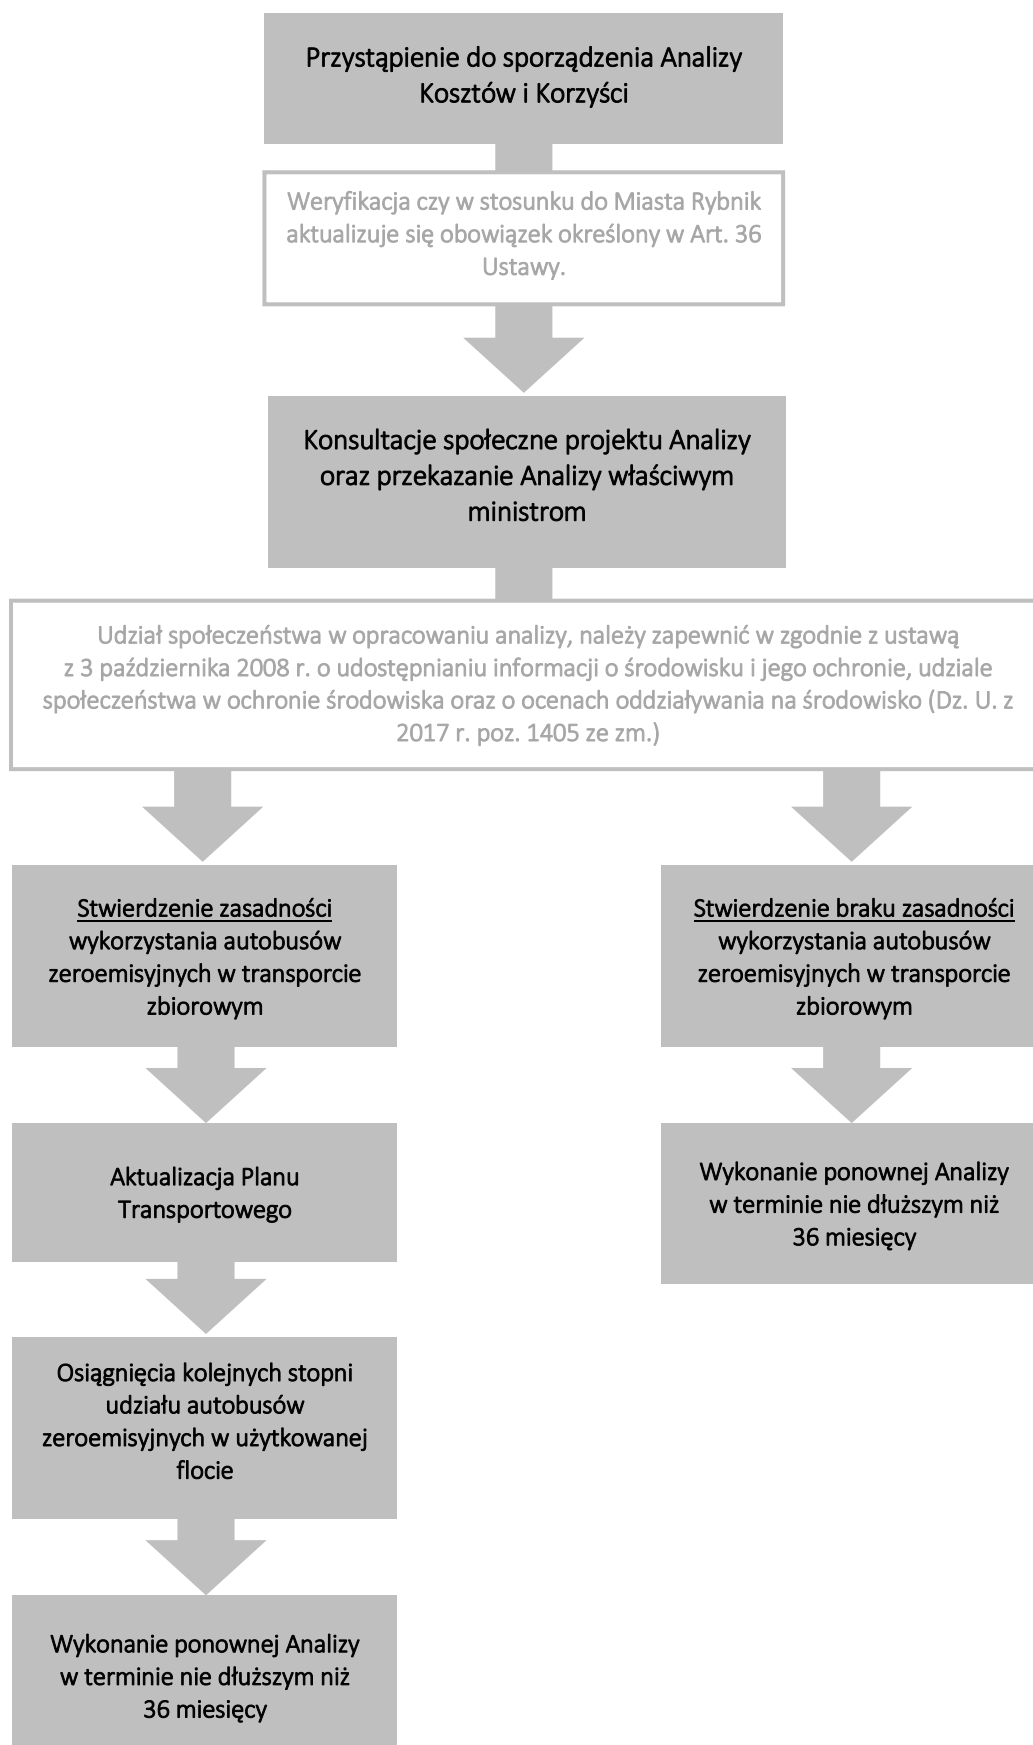 Przystąpienie do sporządzenia Analizy
Kosztów i Korzyści
Weryfikacja czy w stosunku do Miasta Rybnik
aktualizuje się obowiązek określony w Art. 36
Ustawy.
Konsultacje społeczne projektu Analizy
oraz przekazanie Analizy właściwym
ministrom
Udział społeczeństwa w opracowaniu analizy, należy zapewnić w zgodnie z ustawą
z 3 października 2008 r. o udostępnianiu informacji o środowisku i jego ochronie, udziale
społeczeństwa w ochronie środowiska oraz o ocenach oddziaływania na środowisko (Dz. U. z
2017 r. poz. 1405 ze zm.)
Stwierdzenie zasadności
wykorzystania autobusów
zeroemisyjnych w transporcie
zbiorowym
Stwierdzenie braku zasadności
wykorzystania autobusów
zeroemisyjnych w transporcie
zbiorowym
Aktualizacja Planu
Transportowego
Wykonanie ponownej Analizy
w terminie nie dłuższym niż
36 miesięcy
Osiągnięcia kolejnych stopni
udziału autobusów
zeroemisyjnych w użytkowanej
flocie
Wykonanie ponownej Analizy
w terminie nie dłuższym niż
36 miesięcy